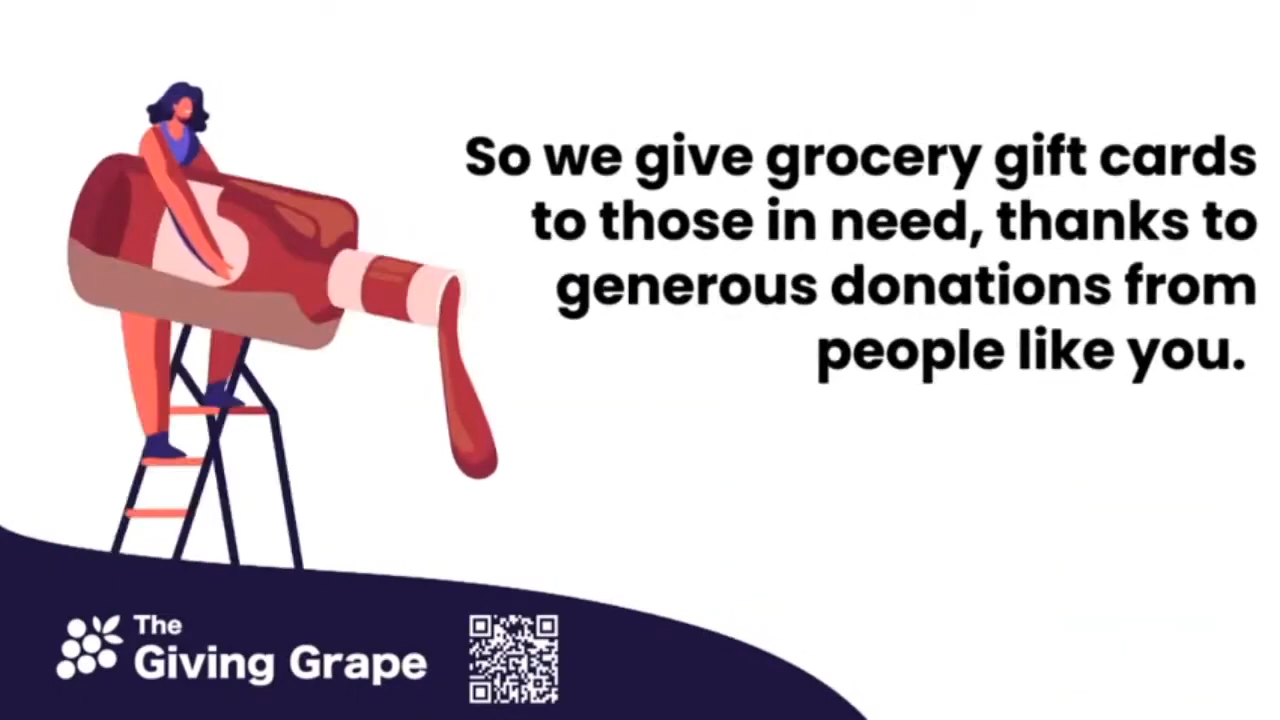 So we give grocery gift cards
to those in need, thanks to
generous donations from
people like you.
The
Giving Grape